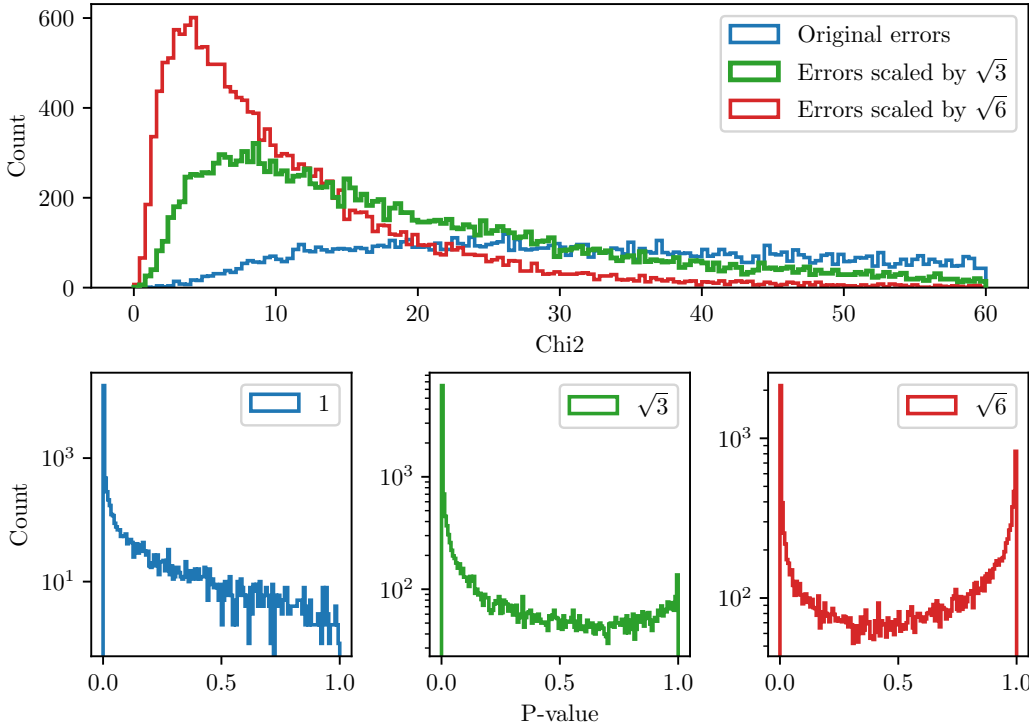 600
400
200
0
Count
Original errors
Errors scaled by √3
Errors scaled by √6
0 10 20 30 40 50 60
Chi2
10³
10¹
Count
1
0.0 0.5 1.0
10³
10²
√3
0.0 0.5 1.0
10³
10²
√6
0.0 0.5 1.0
P-value